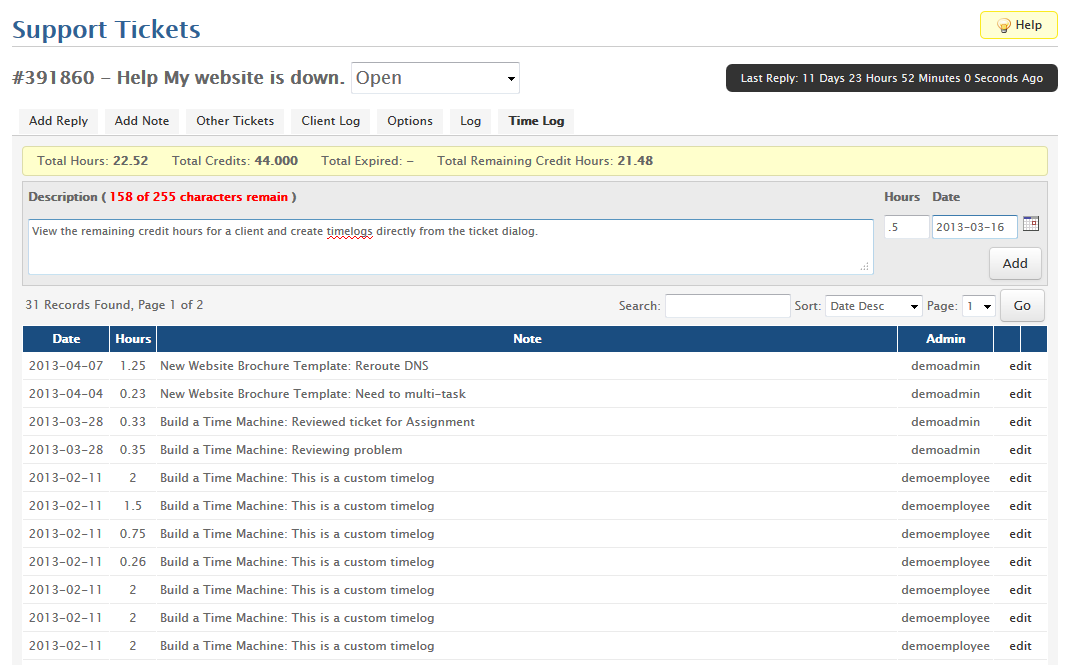 Support Tickets
Help
#391860 – Help My website is down. Open
Last Reply: 11 Days 23 Hours 52 Minutes 0 Seconds Ago
Add Reply Add Note Other Tickets Client Log Options Log Time Log
Total Hours: 22.52 Total Credits: 44.000 Total Expired: – Total Remaining Credit Hours: 21.48
Description ( 158 of 255 characters remain ) Hours Date
View the remaining credit hours for a client and create timelogs directly from the ticket dialog. .5 2013-03-16
Add
31 Records Found, Page 1 of 2 Search: Sort: Date Desc Page: 1 Go
Date Hours Note Admin
2013-04-07 1.25 New Website Brochure Template: Reroute DNS demoadmin edit
2013-04-04 0.23 New Website Brochure Template: Need to multi-task demoadmin edit
2013-03-28 0.33 Build a Time Machine: Reviewed ticket for Assignment demoadmin edit
2013-03-28 0.35 Build a Time Machine: Reviewing problem demoadmin edit
2013-02-11 2 Build a Time Machine: This is a custom timelog demoemployee edit
2013-02-11 1.5 Build a Time Machine: This is a custom timelog demoemployee edit
2013-02-11 0.75 Build a Time Machine: This is a custom timelog demoemployee edit
2013-02-11 0.26 Build a Time Machine: This is a custom timelog demoemployee edit
2013-02-11 2 Build a Time Machine: This is a custom timelog demoemployee edit
2013-02-11 2 Build a Time Machine: This is a custom timelog demoemployee edit
2013-02-11 2 Build a Time Machine: This is a custom timelog demoemployee edit